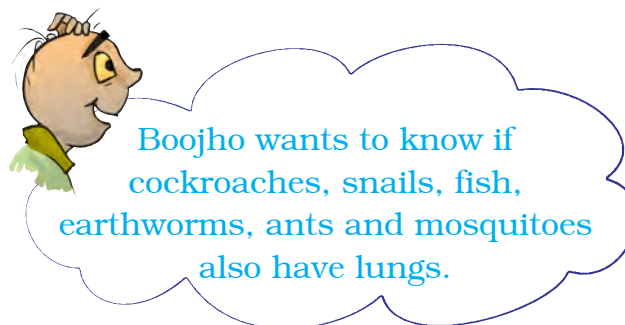 Boojho wants to know if
cockroaches, snails, fish,
earthworms, ants and mosquitoes
also have lungs.